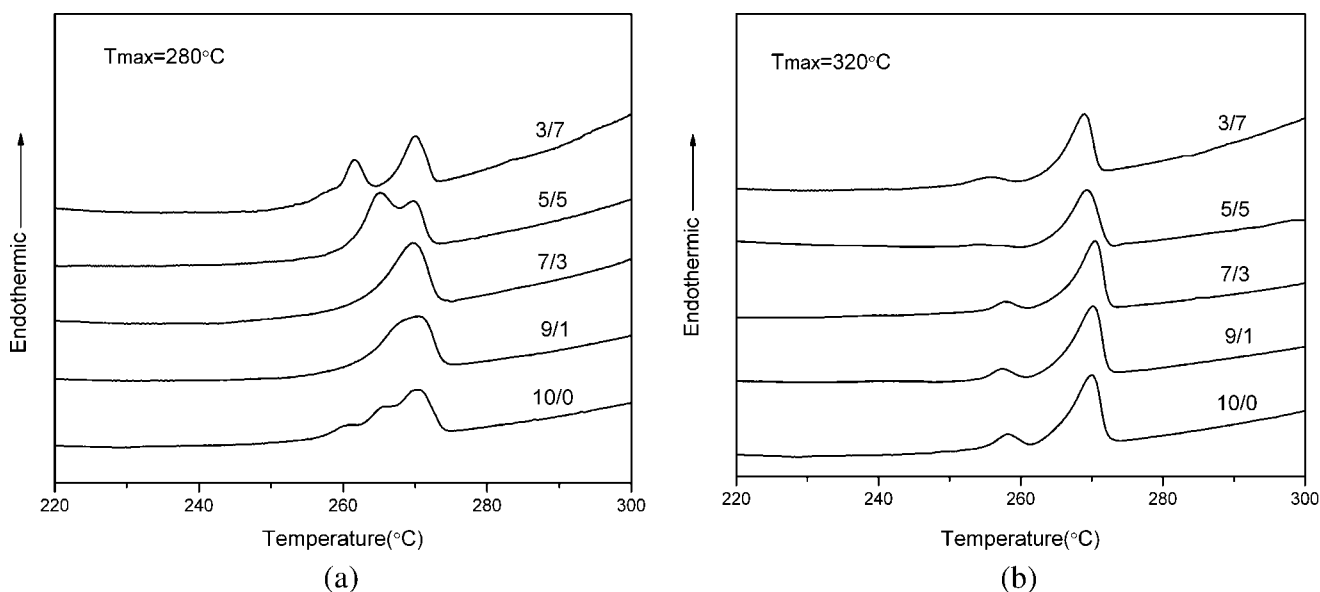 Tmax=280°C
3/7
5/5
7/3
9/1
10/0
Endothermic
220 240 260 280 300
Temperature(°C)
(a)
Tmax=320°C
3/7
5/5
7/3
9/1
10/0
Endothermic
220 240 260 280 300
Temperature(°C)
(b)